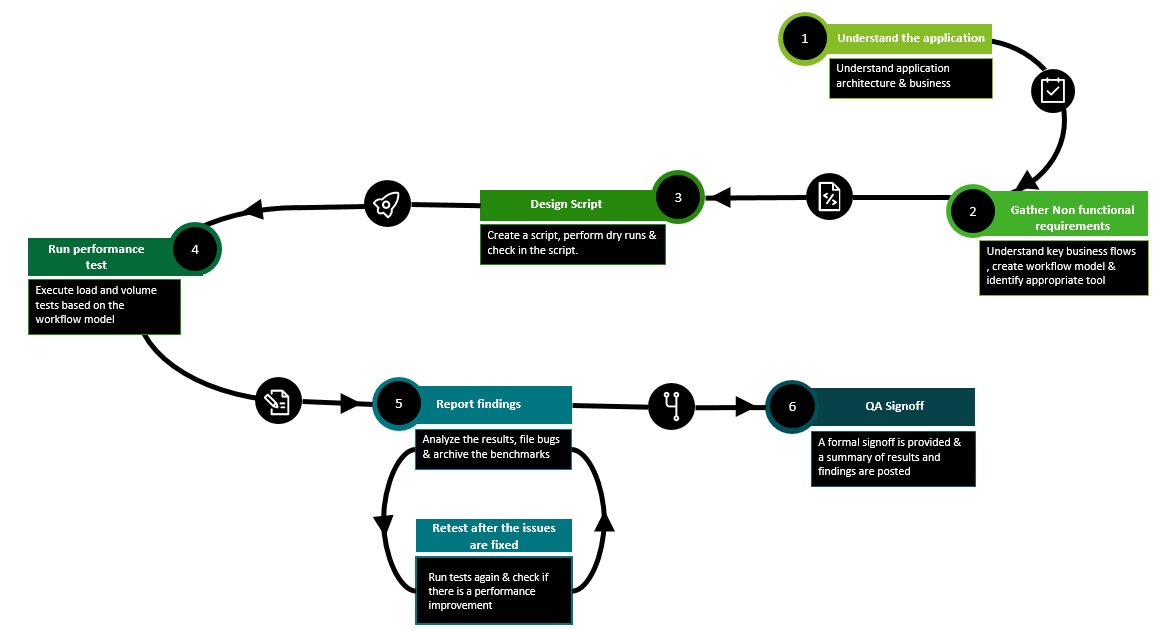 1
Understand the application
Understand application
architecture & business
2
Gather Non functional
requirements
Understand key business flows
, create workflow model &
identify appropriate tool
3
Design Script
Create a script, perform dry runs &
check in the script.
4
Run performance
test
Execute load and volume
tests based on the
workflow model
5
Report findings
Analyze the results, file bugs
& archive the benchmarks
Retest after the issues
are fixed
Run tests again & check if
there is a performance
improvement
6
QA Signoff
A formal signoff is provided &
a summary of results and
findings are posted